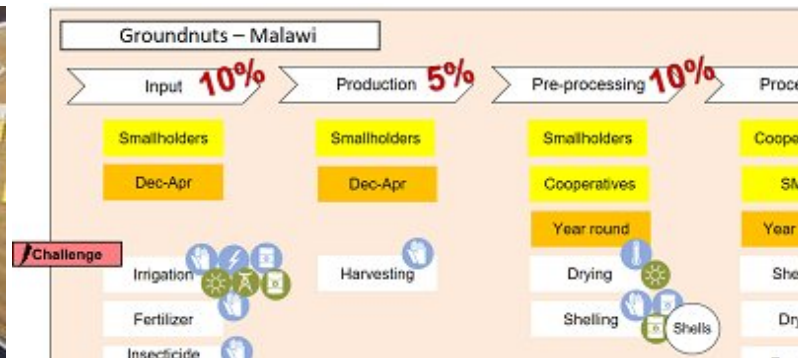 Groundnuts – Malawi
Input 10% Production 5% Pre-processing 10%
Smallholders Smallholders Smallholders
Dec-Apr Dec-Apr Cooperatives
Year round Year
Challenge
Irrigation Harvesting Drying
Fertilizer Shelling Shells
Insecticide